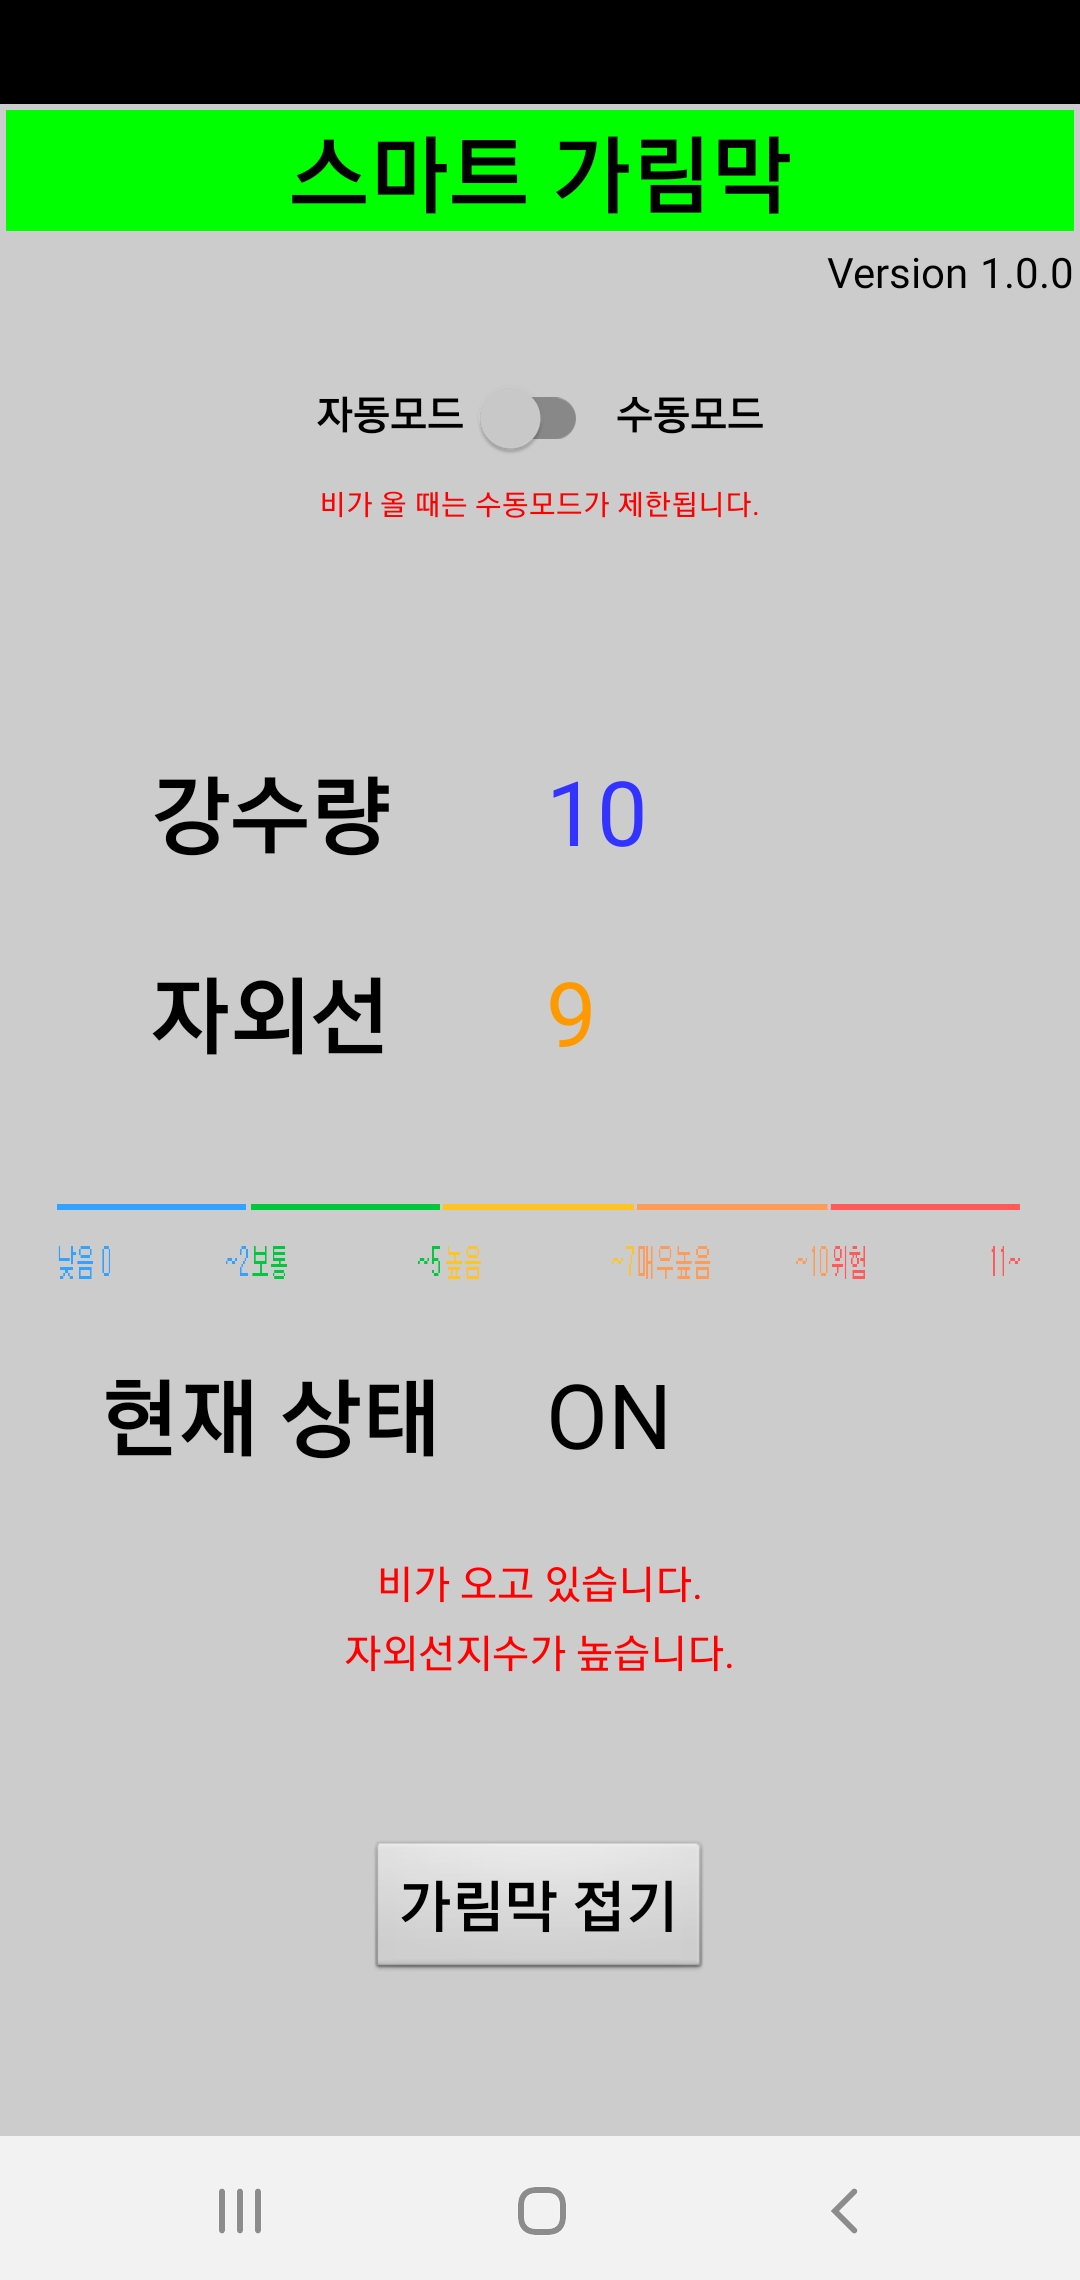 스마트 가림막
Version 1.0.0
자동모드 수동모드
비가 올 때는 수동모드가 제한됩니다.
강수량 10
자외선 9
낮음 0 ~2 보통 ~5 높음 ~7 매우높음 ~10 위험 11~
현재 상태 ON
비가 오고 있습니다.
자외선지수가 높습니다.
가림막 접기